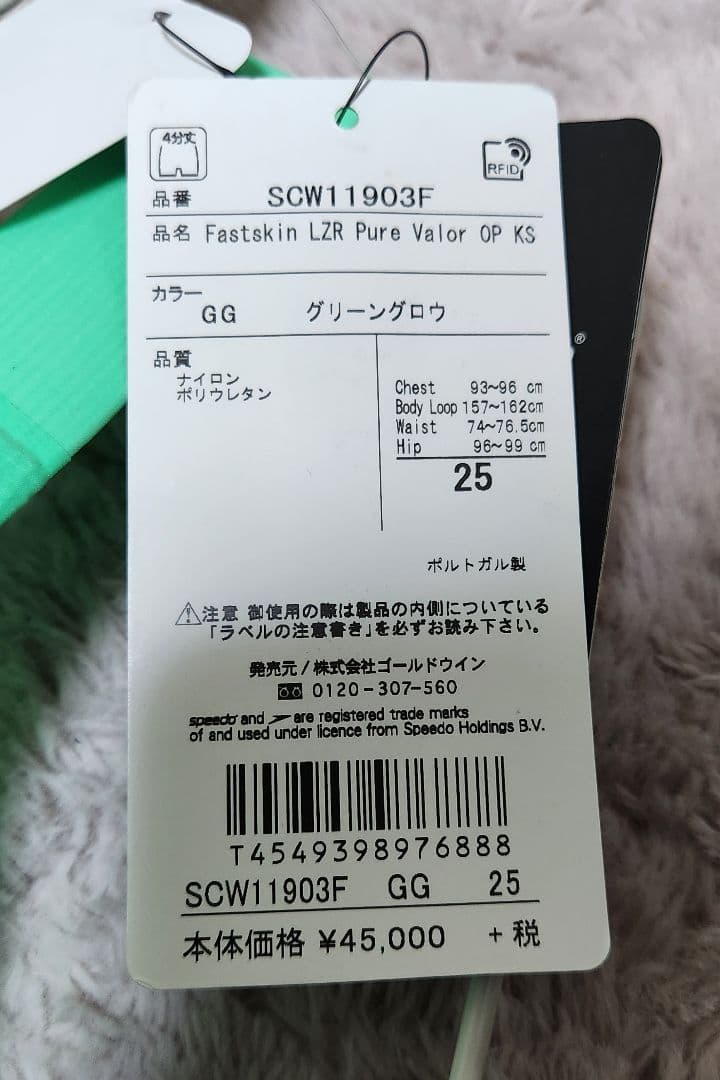 4分丈
RFID
品番 SCW11903F
品名 Fastskin LZR Pure Valor OP KS
カラー
GG グリーングロウ
品質
ナイロン
ポリウレタン
Chest 93~96 cm
Body Loop 157~162cm
Waist 74~76.5cm
Hip 96~99 cm
25
ポルトガル製
注意 御使用の際は製品の内側についている
「ラベルの注意書き」を必ずお読み下さい。
発売元/株式会社ゴールドウイン
0120-307-560
speedo and are registered trade marks
of and used under licence from Speedo Holdings B.V.
T4549398976888
SCW11903F GG 25
本体価格 ¥45,000 +税
®